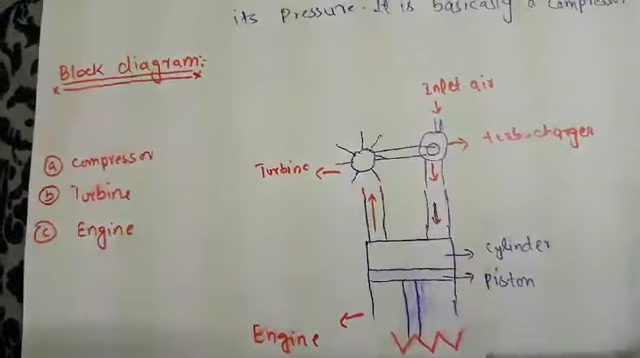 its pressure. It is basically a compressor
Block diagram:
Inlet air
turbocharger
Turbine
ⓐ compressor
ⓑ Turbine
ⓒ Engine
cylinder
piston
Engine